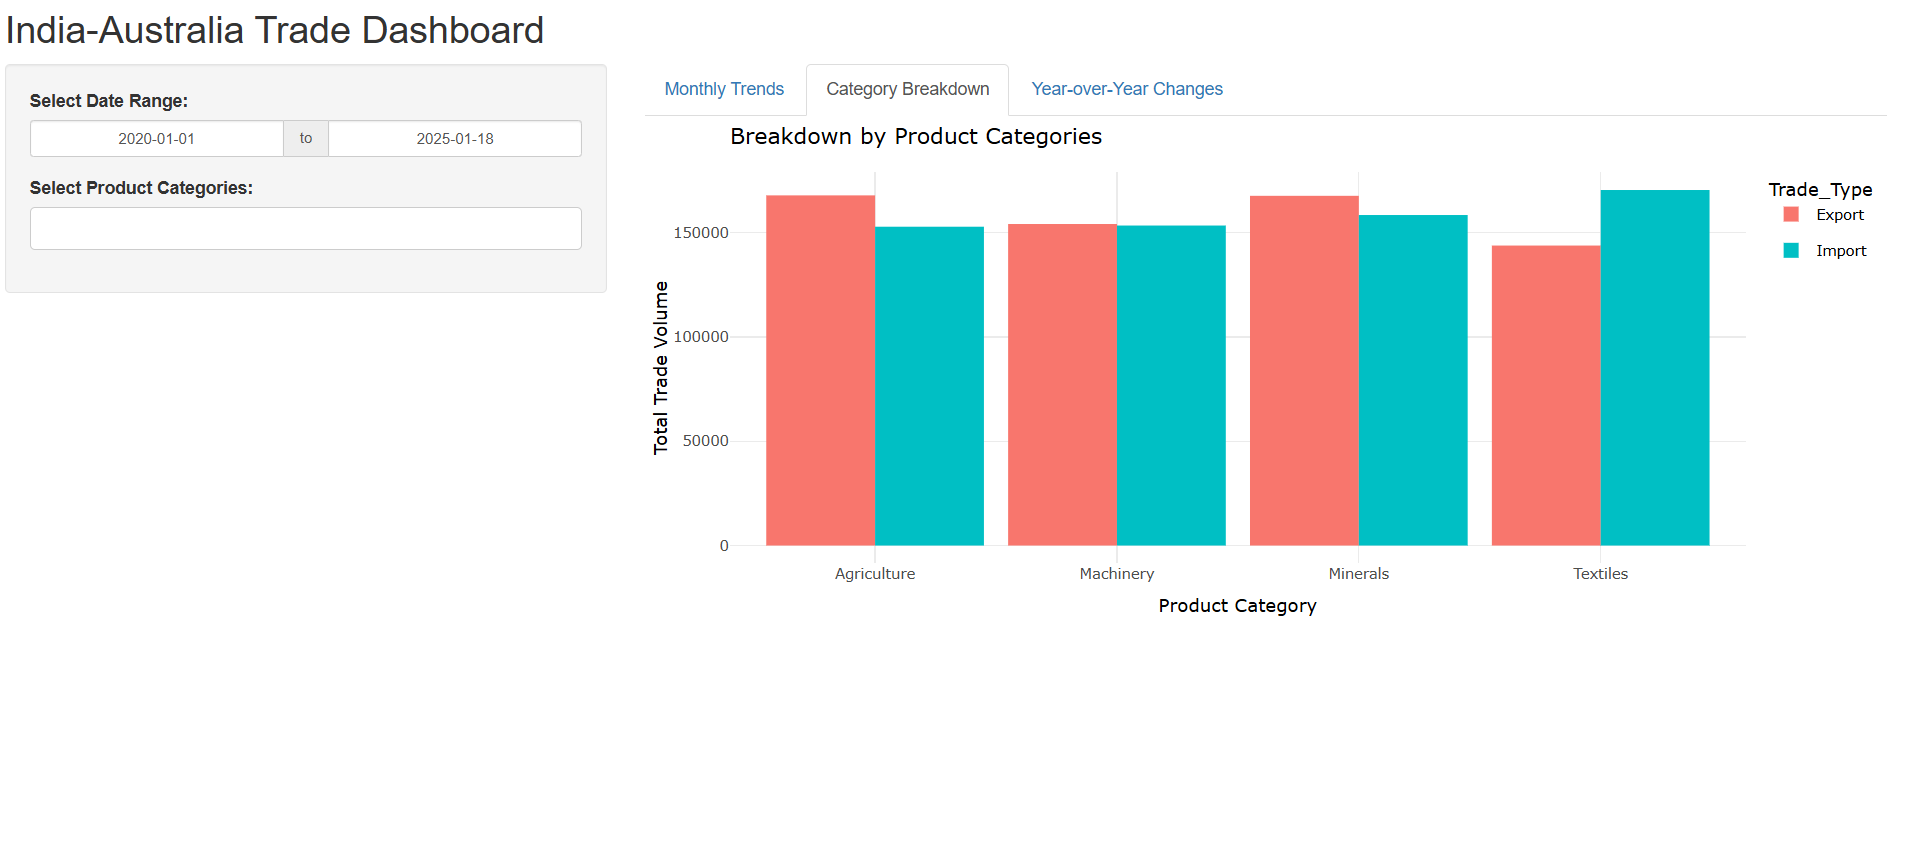 India-Australia Trade Dashboard
Select Date Range:
2020-01-01 to 2025-01-18
Select Product Categories:
Monthly Trends Category Breakdown Year-over-Year Changes
Breakdown by Product Categories
Trade_Type
Export
Import
Total Trade Volume
150000
100000
50000
0
Agriculture Machinery Minerals Textiles
Product Category